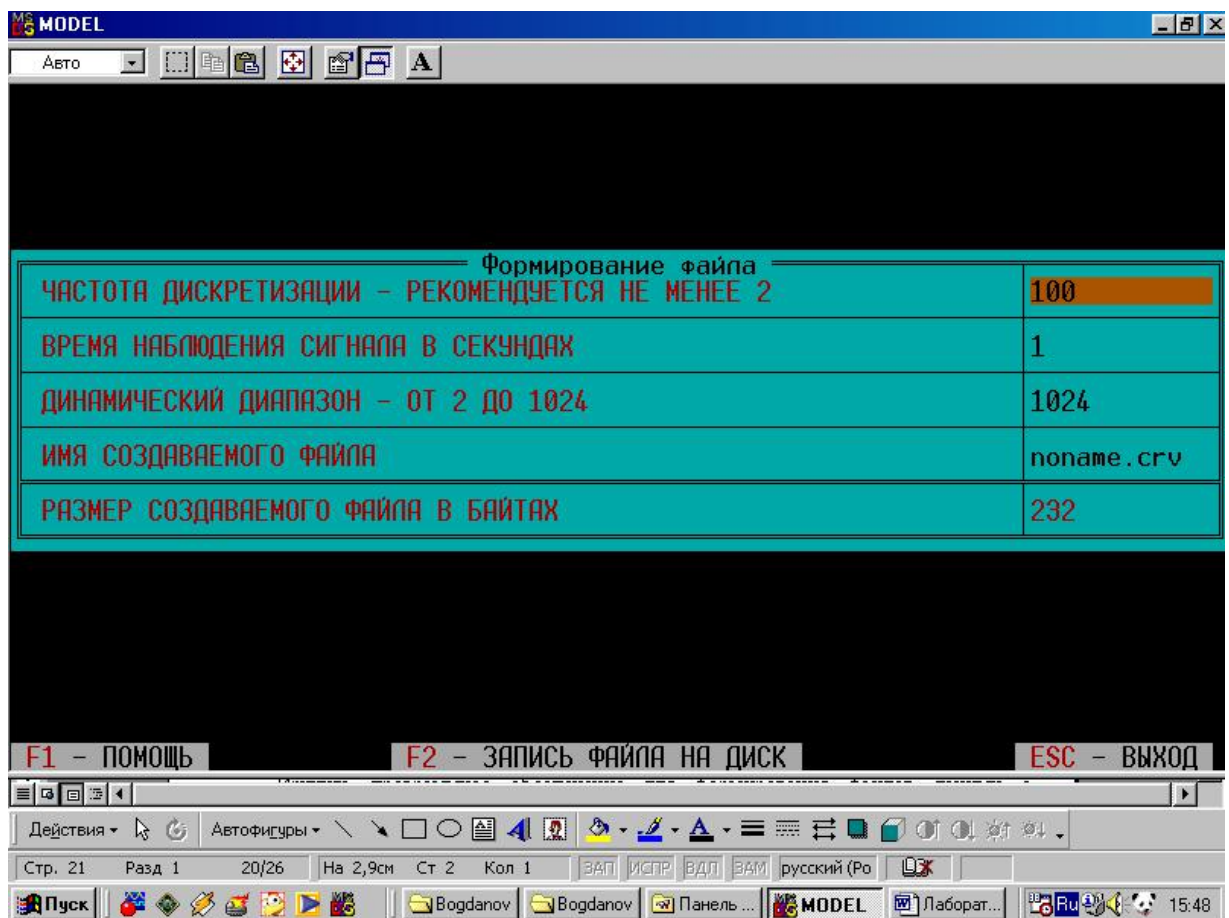 MODEL
Авто
A
Формирование файла
ЧАСТОТА ДИСКРЕТИЗАЦИИ - РЕКОМЕНДУЕТСЯ НЕ МЕНЕЕ 2 100
ВРЕМЯ НАБЛЮДЕНИЯ СИГНАЛА В СЕКУНДАХ 1
ДИНАМИЧЕСКИЙ ДИАПАЗОН - ОТ 2 ДО 1024 1024
ИМЯ СОЗДАВАЕМОГО ФАЙЛА noname.crv
РАЗМЕР СОЗДАВАЕМОГО ФАЙЛА В БАЙТАХ 232
F1 - ПОМОЩЬ F2 - ЗАПИСЬ ФАЙЛА НА ДИСК ESC - ВЫХОД
Действия Автофигуры
Стр. 21 Разд 1 20/26 На 2,9см Ст 2 Кол 1 ЗАП ИСПР ВДЛ ЗАМ русский (Ро
Пуск Bogdanov Bogdanov Панель ... MODEL Лаборат... Ru 15:48